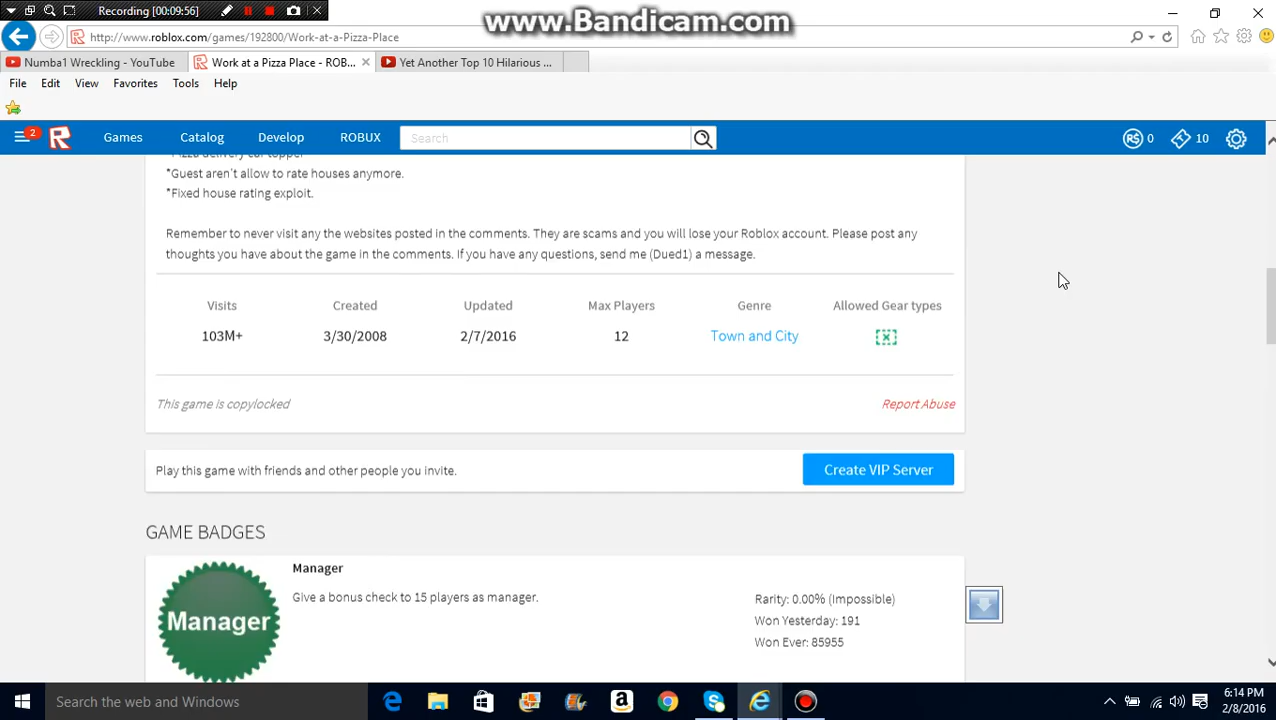 Recording [00:09:56]
www.Bandicam.com
http://www.roblox.com/games/192800/Work-at-a-Pizza-Place
Numba1 Wreckling - YouTube
Work at a Pizza Place - ROB...
Yet Another Top 10 Hilarious ...
File Edit View Favorites Tools Help
2
Games Catalog Develop ROBUX Search R$ 0 10
*Pizza delivery car topper
*Guest aren't allow to rate houses anymore.
*Fixed house rating exploit.
Remember to never visit any the websites posted in the comments. They are scams and you will lose your Roblox account. Please post any
thoughts you have about the game in the comments. If you have any questions, send me (Dued1) a message.
Visits Created Updated Max Players Genre Allowed Gear types
103M+ 3/30/2008 2/7/2016 12 Town and City
This game is copylocked Report Abuse
Play this game with friends and other people you invite. Create VIP Server
GAME BADGES
Manager
Manager
Give a bonus check to 15 players as manager.
Rarity: 0.00% (Impossible)
Won Yesterday: 191
Won Ever: 85955
Search the web and Windows
6:14 PM
2/8/2016